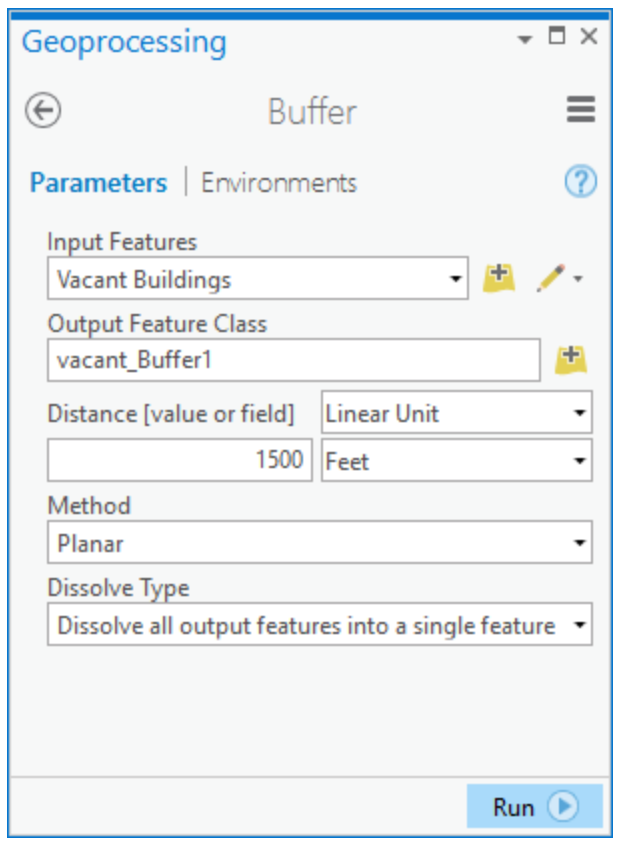 Geoprocessing
Buffer
Parameters | Environments
Input Features
Vacant Buildings
Output Feature Class
vacant_Buffer1
Distance [value or field] Linear Unit
1500 Feet
Method
Planar
Dissolve Type
Dissolve all output features into a single feature
Run